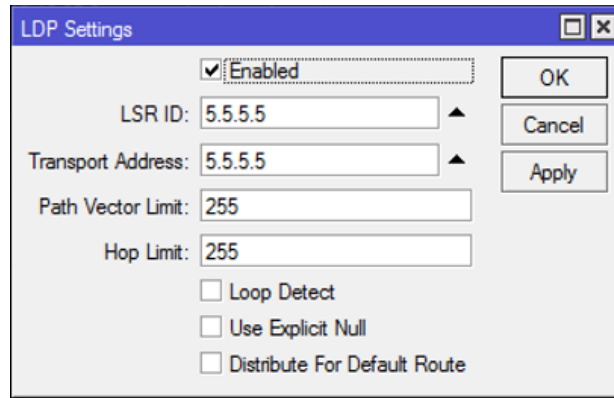 LDP Settings
Enabled
OK
LSR ID: 5.5.5.5
Cancel
Transport Address: 5.5.5.5
Apply
Path Vector Limit: 255
Hop Limit: 255
Loop Detect
Use Explicit Null
Distribute For Default Route